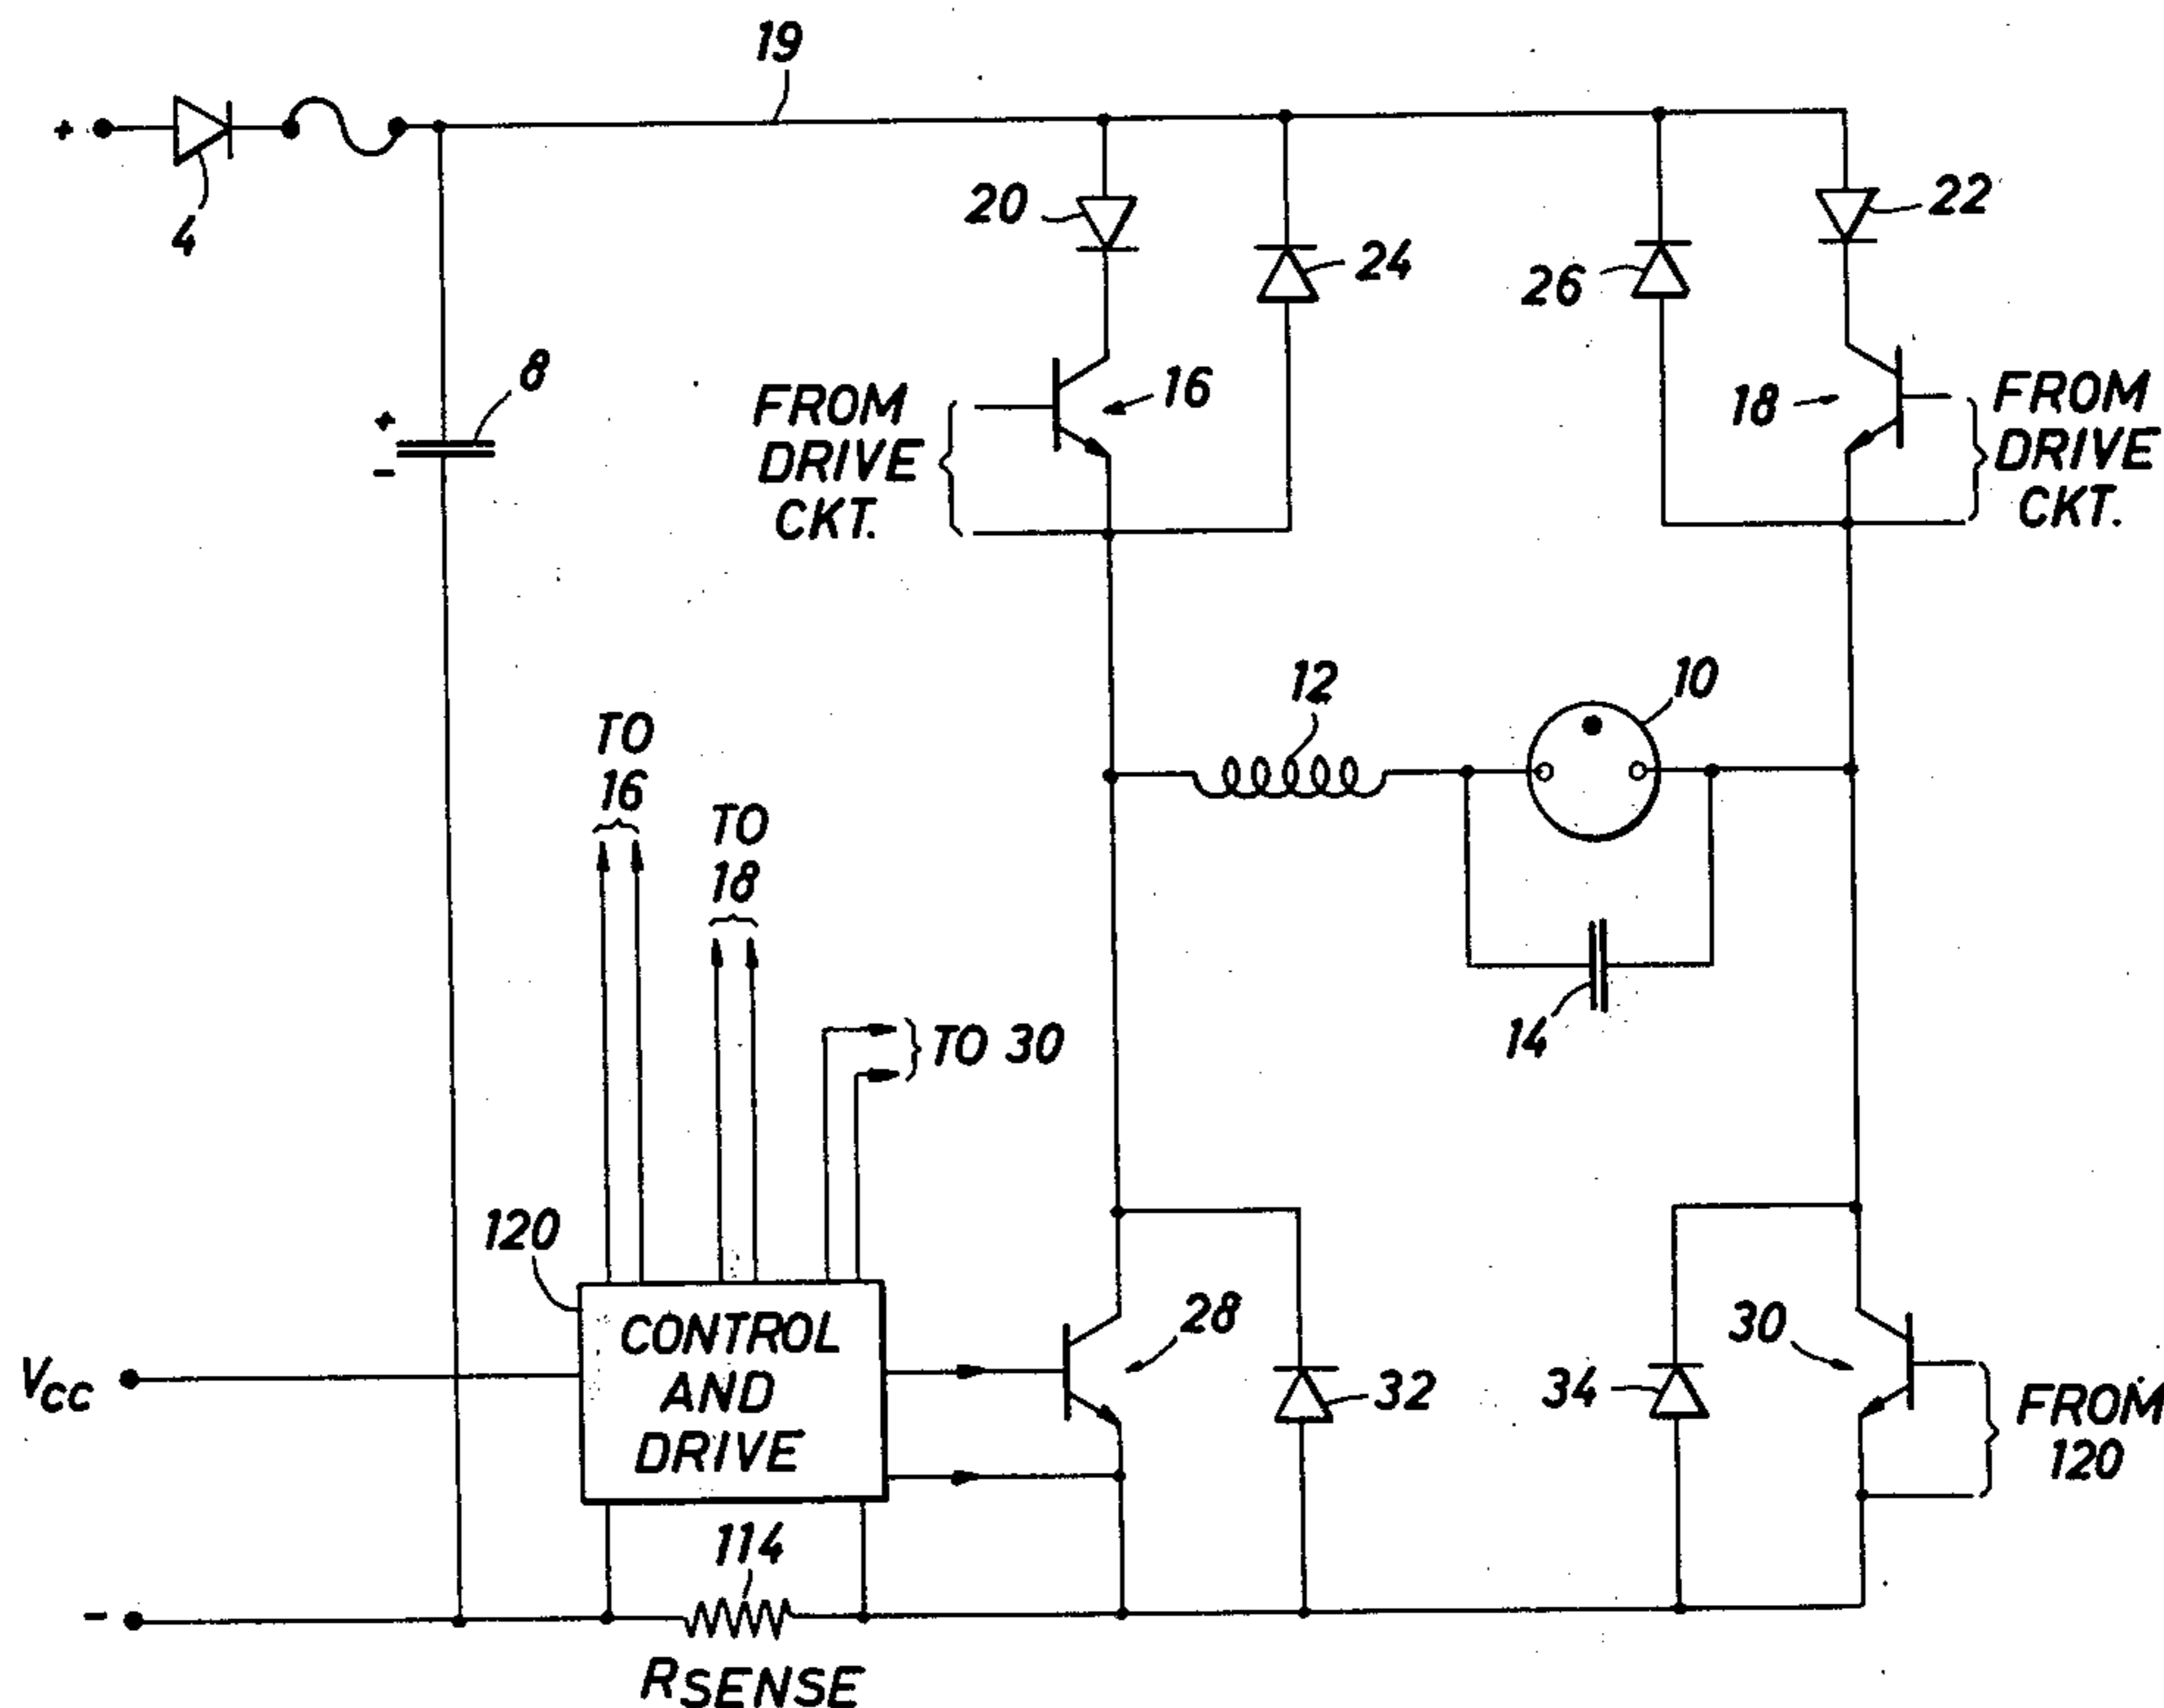 19
+
4
20
24
26
22
8
+
-
FROM
DRIVE
CKT.
16
18
FROM
DRIVE
CKT.
12
10
TO
16
TO
18
14
TO 30
120
CONTROL
AND
DRIVE
28
32
34
30
FROM
120
VCC
114
-
RSENSE